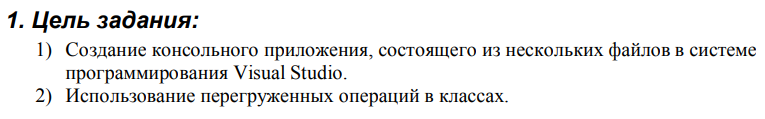 1. Цель задания:
1) Создание консольного приложения, состоящего из нескольких файлов в системе
программирования Visual Studio.
2) Использование перегруженных операций в классах.